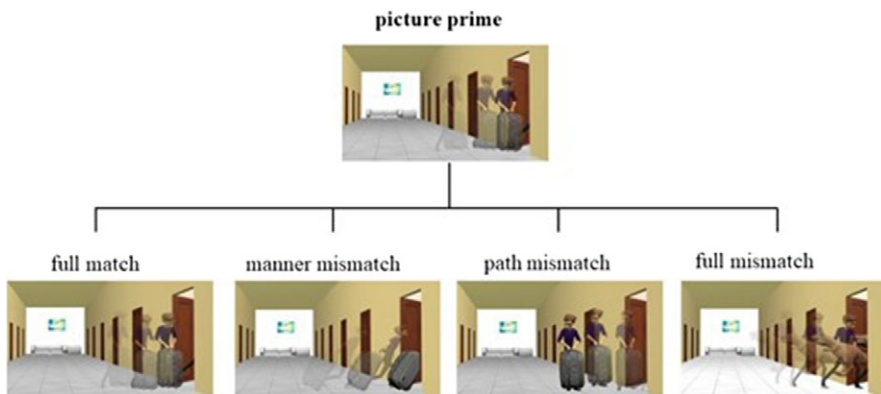 picture prime
full match
manner mismatch
path mismatch
full mismatch